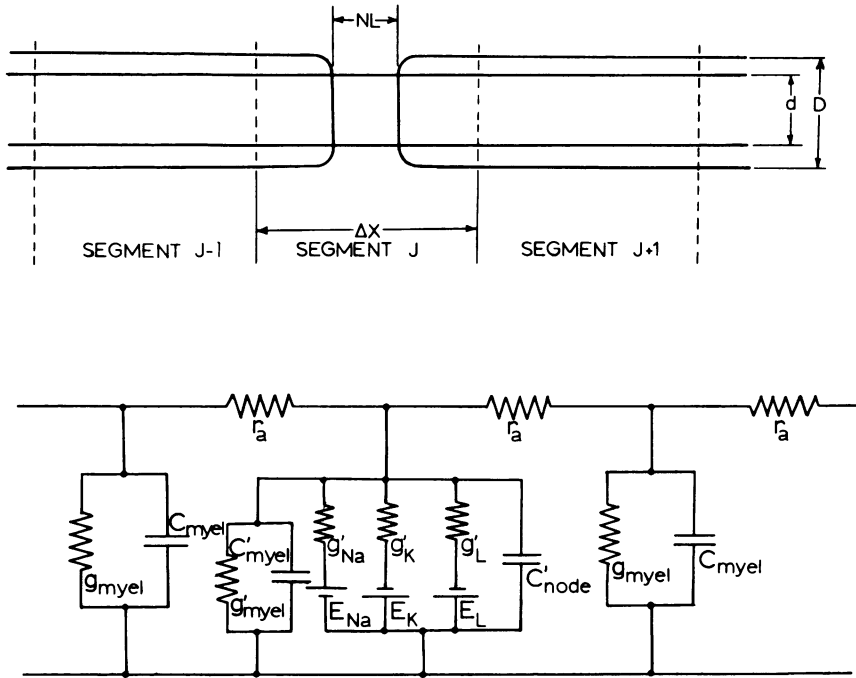 NL
d
D
ΔX
SEGMENT J-1
SEGMENT J
SEGMENT J+1
ra
ra
ra
gmyel
Cmyel
C'myel
g'myel
g'Na
g'K
g'L
ENa
EK
EL
C'node
gmyel
Cmyel